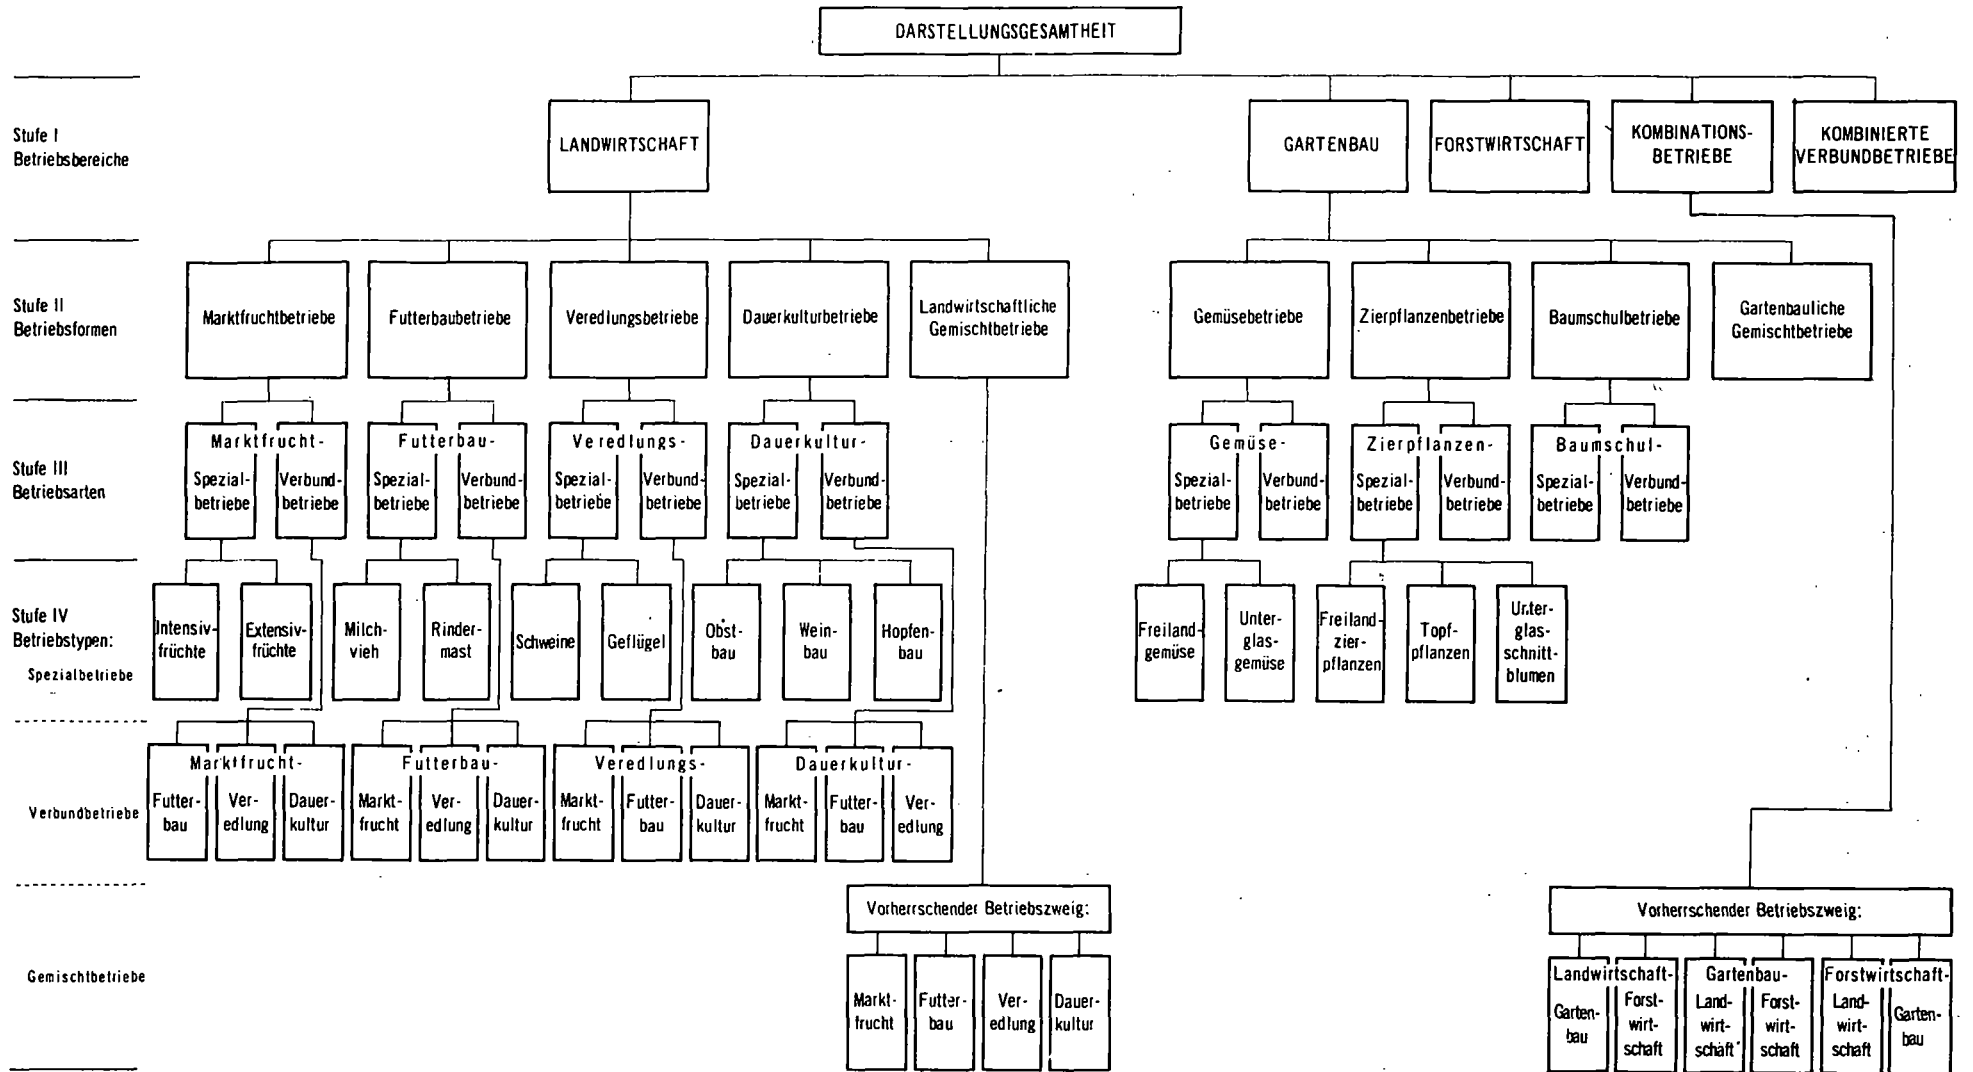 DARSTELLUNGSGESAMTHEIT
Stufe I
Betriebsbereiche
LANDWIRTSCHAFT
GARTENBAU
FORSTWIRTSCHAFT
KOMBINATIONS-
BETRIEBE
KOMBINIERTE
VERBUNDBETRIEBE
Stufe II
Betriebsformen
Marktfruchtbetriebe
Futterbaubetriebe
Veredlungsbetriebe
Dauerkulturbetriebe
Landwirtschaftliche
Gemischtbetriebe
Gemüsebetriebe
Zierpflanzenbetriebe
Baumschulbetriebe
Gartenbauliche
Gemischtbetriebe
Stufe III
Betriebsarten
Marktfrucht-
Spezial-
betriebe
Verbund-
betriebe
Futterbau-
Spezial-
betriebe
Verbund-
betriebe
Veredlungs-
Spezial-
betriebe
Verbund-
betriebe
Dauerkultur-
Spezial-
betriebe
Verbund-
betriebe
Gemüse-
Spezial-
betriebe
Verbund-
betriebe
Zierpflanzen-
Spezial-
betriebe
Verbund-
betriebe
Baumschul-
Spezial-
betriebe
Verbund-
betriebe
Stufe IV
Betriebstypen:
Spezialbetriebe
Intensiv-
früchte
Extensiv-
früchte
Milch-
vieh
Rinder-
mast
Schweine
Geflügel
Obst-
bau
Wein-
bau
Hopfen-
bau
Freiland-
gemüse
Unter-
glas-
gemüse
Freiland-
zier-
pflanzen
Topf-
pflanzen
Unter-
glas-
schnitt-
blumen
Verbundbetriebe
Marktfrucht-
Futter-
bau
Ver-
edlung
Dauer-
kultur
Futterbau-
Markt-
frucht
Ver-
edlung
Dauer-
kultur
Veredlungs-
Markt-
frucht
Futter-
bau
Dauer-
kultur
Dauerkultur-
Markt-
frucht
Futter-
bau
Ver-
edlung
Gemischtbetriebe
Vorherrschender Betriebszweig:
Markt-
frucht
Futter-
bau
Ver-
edlung
Dauer-
kultur
Vorherrschender Betriebszweig:
Landwirtschaft-
Garten-
bau
Forst-
wirt-
schaft
Gartenbau-
Land-
wirt-
schaft
Forst-
wirt-
schaft
Forstwirtschaft-
Land-
wirt-
schaft
Garten-
bau